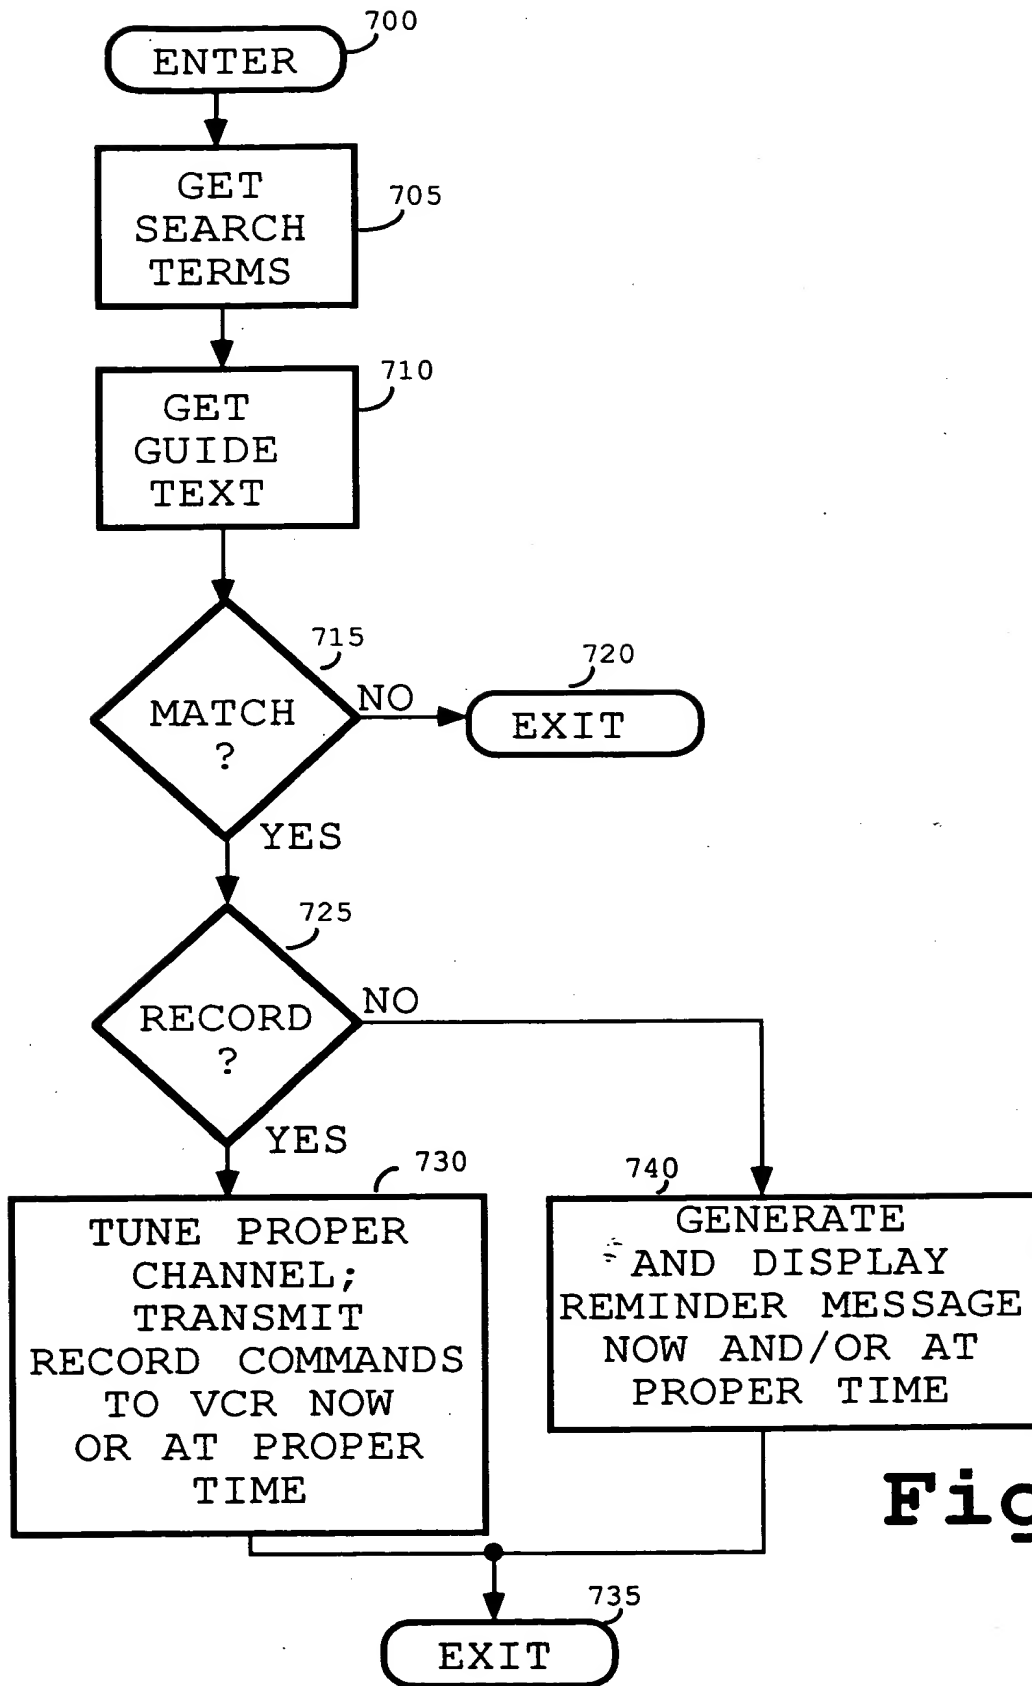 700
ENTER
705
GET
SEARCH
TERMS
710
GET
GUIDE
TEXT
715
MATCH
?
NO
720
EXIT
YES
725
RECORD
?
NO
YES
730
TUNE PROPER
CHANNEL;
TRANSMIT
RECORD COMMANDS
TO VCR NOW
OR AT PROPER
TIME
740
GENERATE
AND DISPLAY
REMINDER MESSAGE
NOW AND/OR AT
PROPER TIME
Fig
735
EXIT